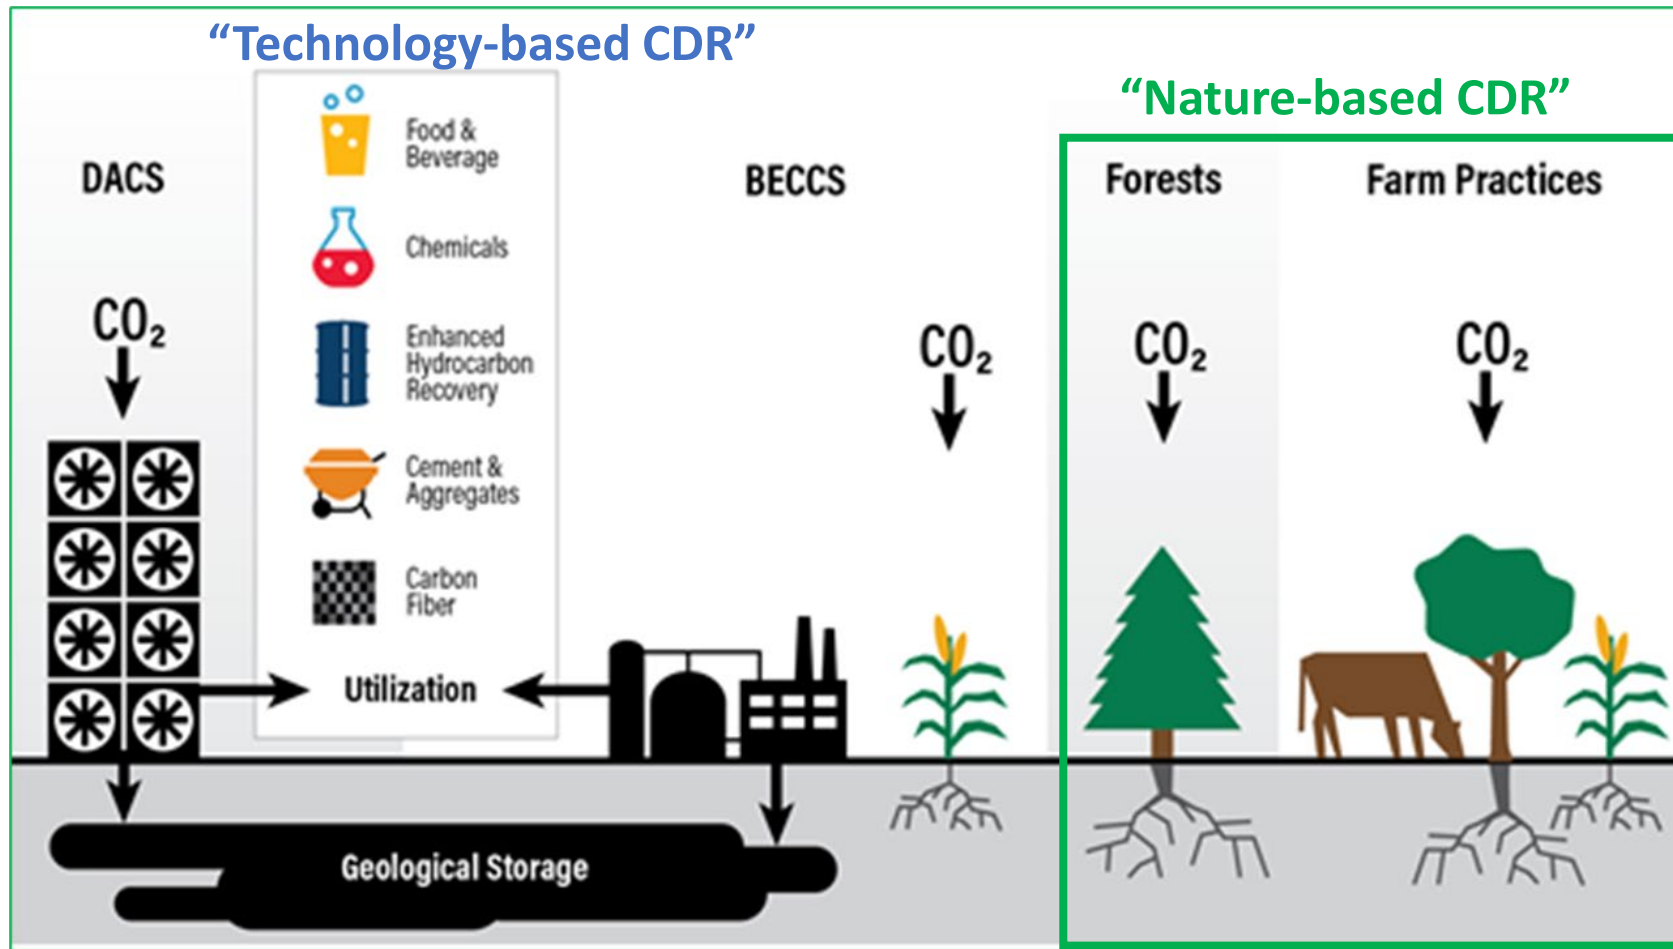 “Technology-based CDR”
“Nature-based CDR”
DACS
Food &
Beverage
Chemicals
Enhanced
Hydrocarbon
Recovery
Cement &
Aggregates
Carbon
Fiber
Utilization
BECCS
Forests
Farm Practices
CO₂
CO₂
CO₂
CO₂
Geological Storage